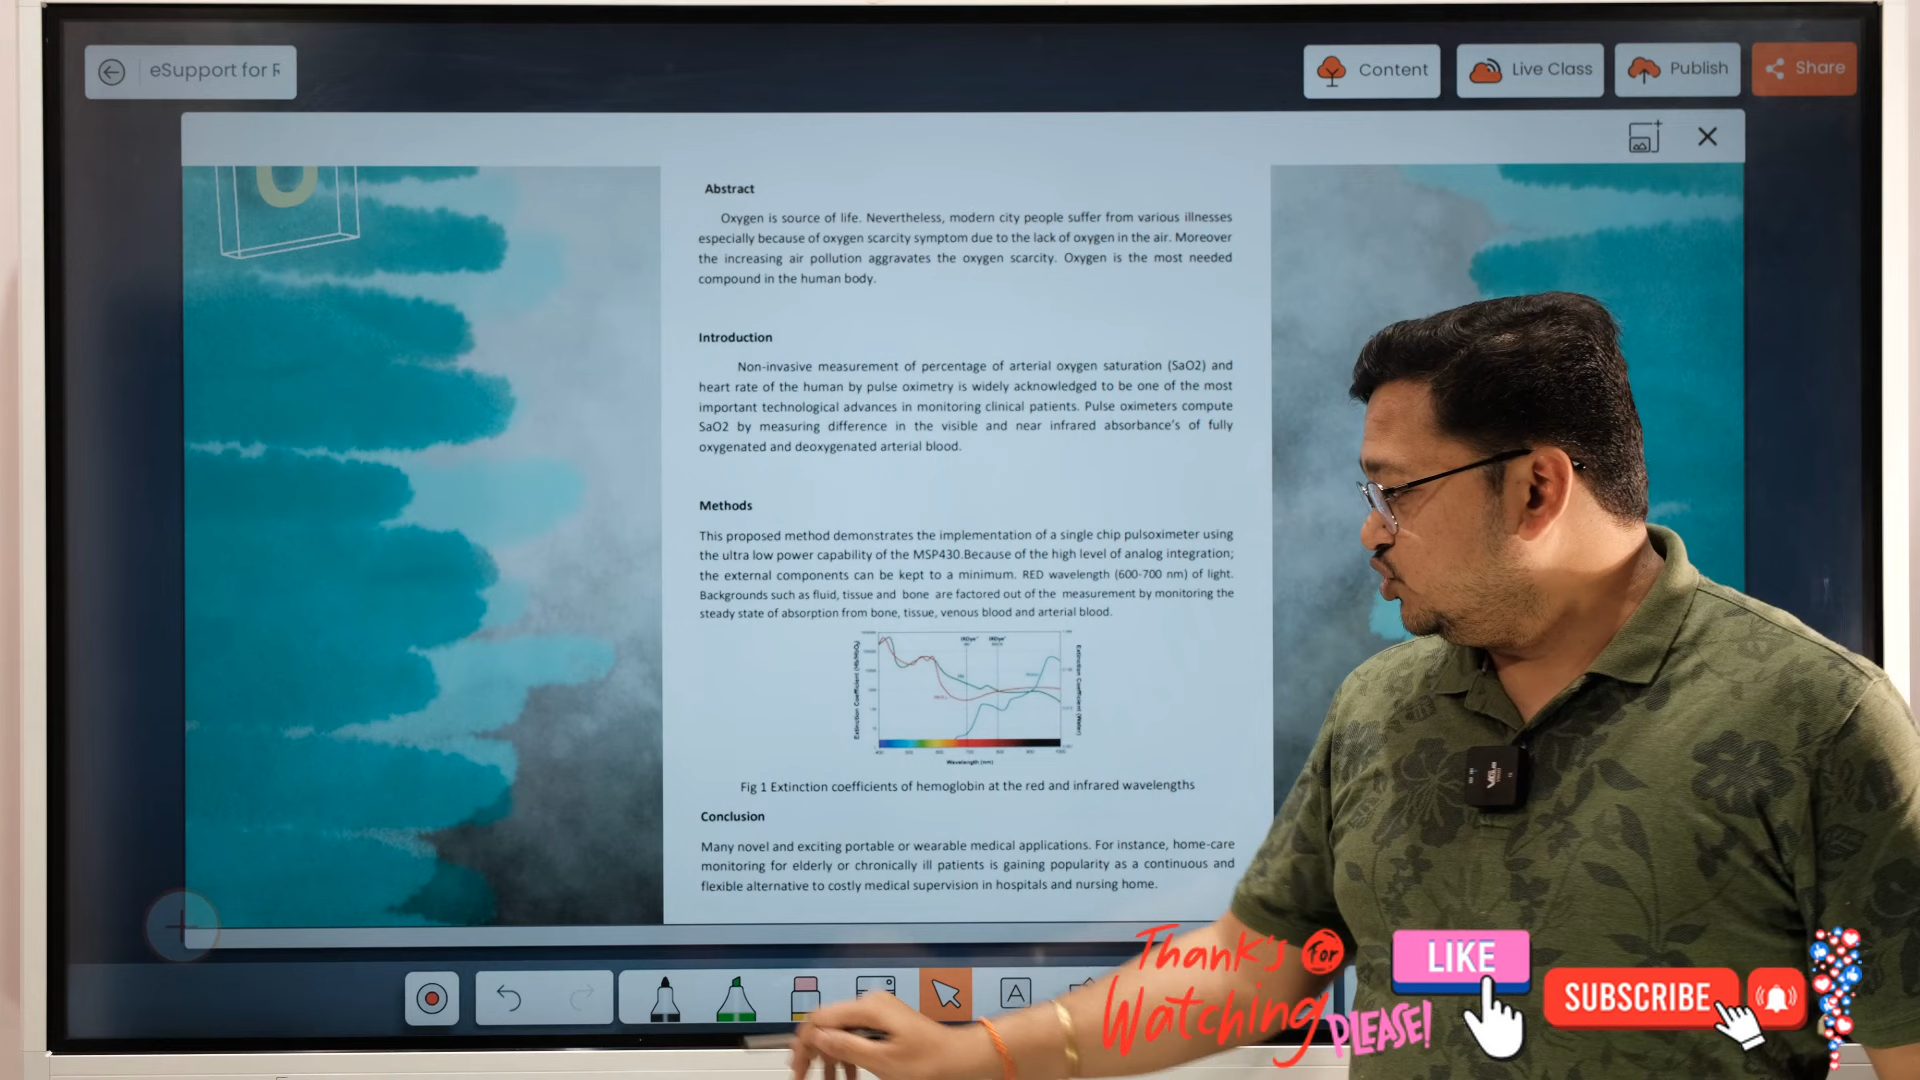 eSupport for R
Content
Live Class
Publish
Share
Abstract
Oxygen is source of life. Nevertheless, modern city people suffer from various illnesses
especially because of oxygen scarcity symptom due to the lack of oxygen in the air. Moreover
the increasing air pollution aggravates the oxygen scarcity. Oxygen is the most needed
compound in the human body.
Introduction
Non-invasive measurement of percentage of arterial oxygen saturation (SaO2) and
heart rate of the human by pulse oximetry is widely acknowledged to be one of the most
important technological advances in monitoring clinical patients. Pulse oximeters compute
SaO2 by measuring difference in the visible and near infrared absorbance's of fully
oxygenated and deoxygenated arterial blood.
Methods
This proposed method demonstrates the implementation of a single chip pulsoximeter using
the ultra low power capability of the MSP430.Because of the high level of analog integration;
the external components can be kept to a minimum. RED wavelength (600-700 nm) of light.
Backgrounds such as fluid, tissue and bone are factored out of the measurement by monitoring the
steady state of absorption from bone, tissue, venous blood and arterial blood.
Wavelength (nm)
Fig 1 Extinction coefficients of hemoglobin at the red and infrared wavelengths
Conclusion
Many novel and exciting portable or wearable medical applications. For instance, home-care
monitoring for elderly or chronically ill patients is gaining popularity as a continuous and
flexible alternative to costly medical supervision in hospitals and nursing home.
A
Thank's for
Watching
PLEASE!
LIKE
SUBSCRIBE